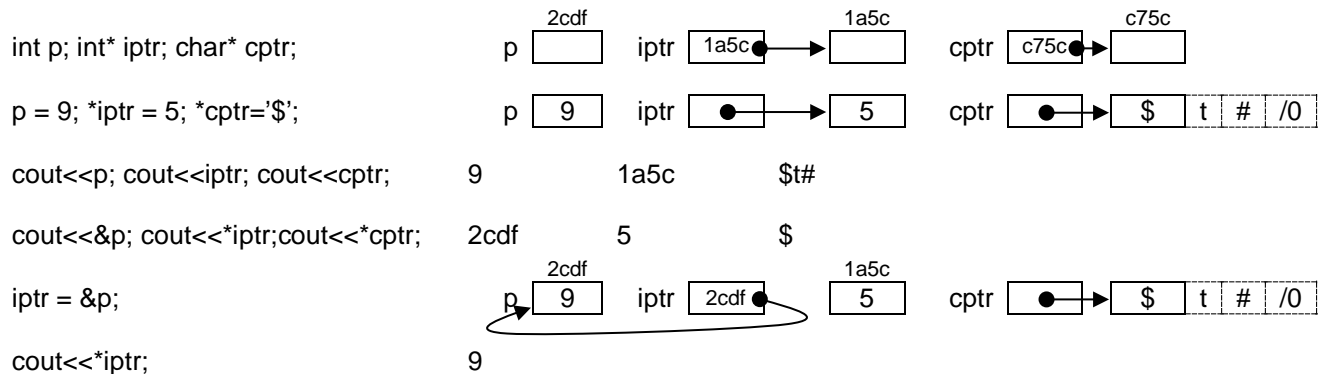 2cdf 1a5c c75c
int p; int* iptr; char* cptr; p iptr 1a5c cptr c75c
p = 9; *iptr = 5; *cptr=’$’; p 9 iptr 5 cptr $ t # /0
cout<<p; cout<<iptr; cout<<cptr; 9 1a5c $t#
cout<<&p; cout<<*iptr;cout<<*cptr; 2cdf 5 $
2cdf 1a5c
iptr = &p; p 9 iptr 2cdf 5 cptr $ t # /0
cout<<*iptr; 9